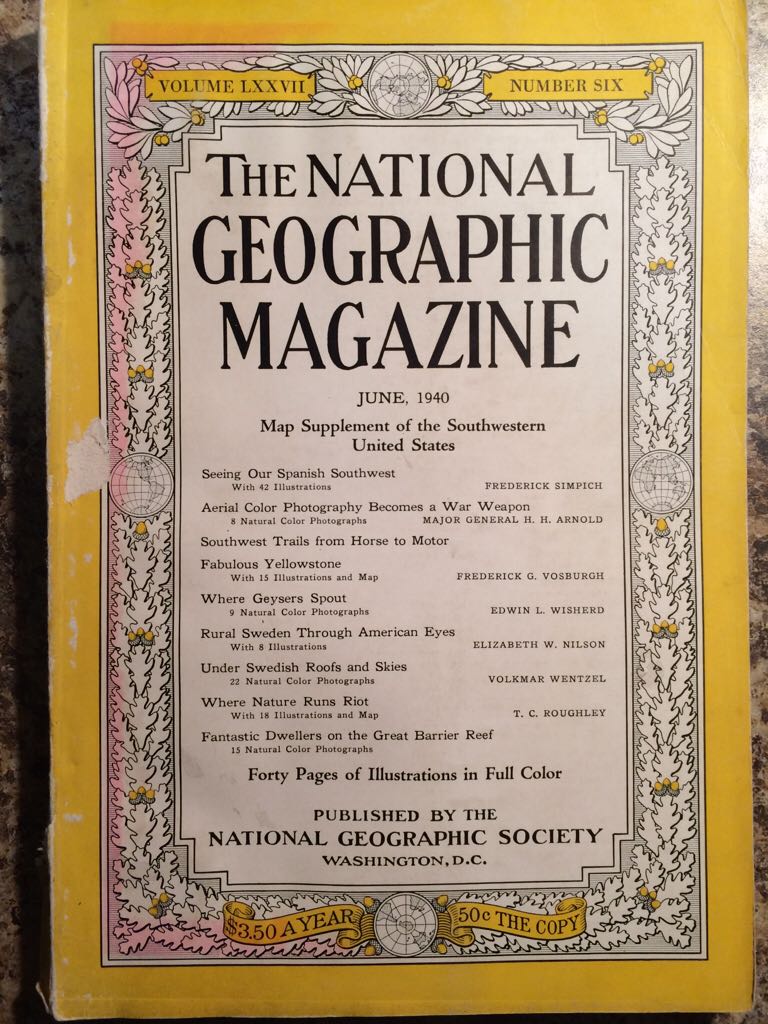 VOLUME LXXVII NUMBER SIX
THE NATIONAL
GEOGRAPHIC
MAGAZINE
JUNE, 1940
Map Supplement of the Southwestern
United States
Seeing Our Spanish Southwest
With 42 Illustrations FREDERICK SIMPICH
Aerial Color Photography Becomes a War Weapon
8 Natural Color Photographs MAJOR GENERAL H. H. ARNOLD
Southwest Trails from Horse to Motor
Fabulous Yellowstone
With 15 Illustrations and Map FREDERICK G. VOSBURGH
Where Geysers Spout
9 Natural Color Photographs EDWIN L. WISHERD
Rural Sweden Through American Eyes
With 8 Illustrations ELIZABETH W. NILSON
Under Swedish Roofs and Skies
22 Natural Color Photographs VOLKMAR WENTZEL
Where Nature Runs Riot
With 18 Illustrations and Map T. C. ROUGHLEY
Fantastic Dwellers on the Great Barrier Reef
15 Natural Color Photographs
Forty Pages of Illustrations in Full Color
PUBLISHED BY THE
NATIONAL GEOGRAPHIC SOCIETY
WASHINGTON, D.C.
$3.50 A YEAR 50c THE COPY